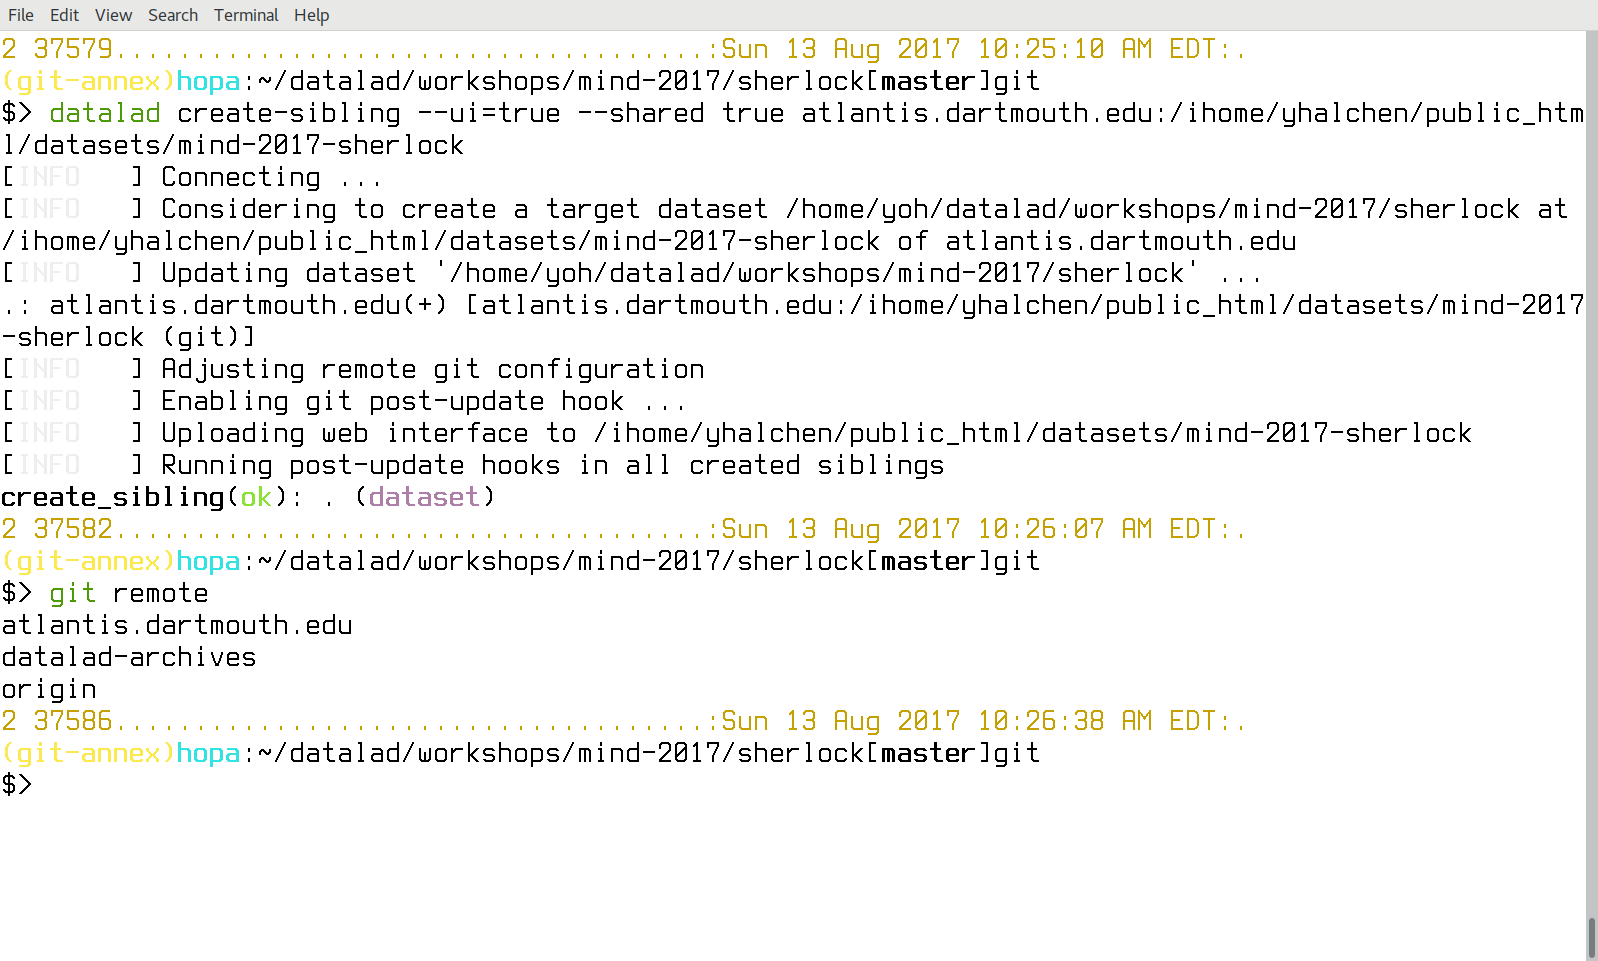 File Edit View Search Terminal Help
2 37579.....................................:Sun 13 Aug 2017 10:25:10 AM EDT:.
(git-annex)hopa:~/datalad/workshops/mind-2017/sherlock[master]git
$> datalad create-sibling --ui=true --shared true atlantis.dartmouth.edu:/ihome/yhalchen/public_htm
l/datasets/mind-2017-sherlock
[INFO   ] Connecting ...
[INFO   ] Considering to create a target dataset /home/yoh/datalad/workshops/mind-2017/sherlock at
/ihome/yhalchen/public_html/datasets/mind-2017-sherlock of atlantis.dartmouth.edu
[INFO   ] Updating dataset '/home/yoh/datalad/workshops/mind-2017/sherlock' ...
.: atlantis.dartmouth.edu(+) [atlantis.dartmouth.edu:/ihome/yhalchen/public_html/datasets/mind-2017
-sherlock (git)]
[INFO   ] Adjusting remote git configuration
[INFO   ] Enabling git post-update hook ...
[INFO   ] Uploading web interface to /ihome/yhalchen/public_html/datasets/mind-2017-sherlock
[INFO   ] Running post-update hooks in all created siblings
create_sibling(ok): . (dataset)
2 37582.....................................:Sun 13 Aug 2017 10:26:07 AM EDT:.
(git-annex)hopa:~/datalad/workshops/mind-2017/sherlock[master]git
$> git remote
atlantis.dartmouth.edu
datalad-archives
origin
2 37586.....................................:Sun 13 Aug 2017 10:26:38 AM EDT:.
(git-annex)hopa:~/datalad/workshops/mind-2017/sherlock[master]git
$>